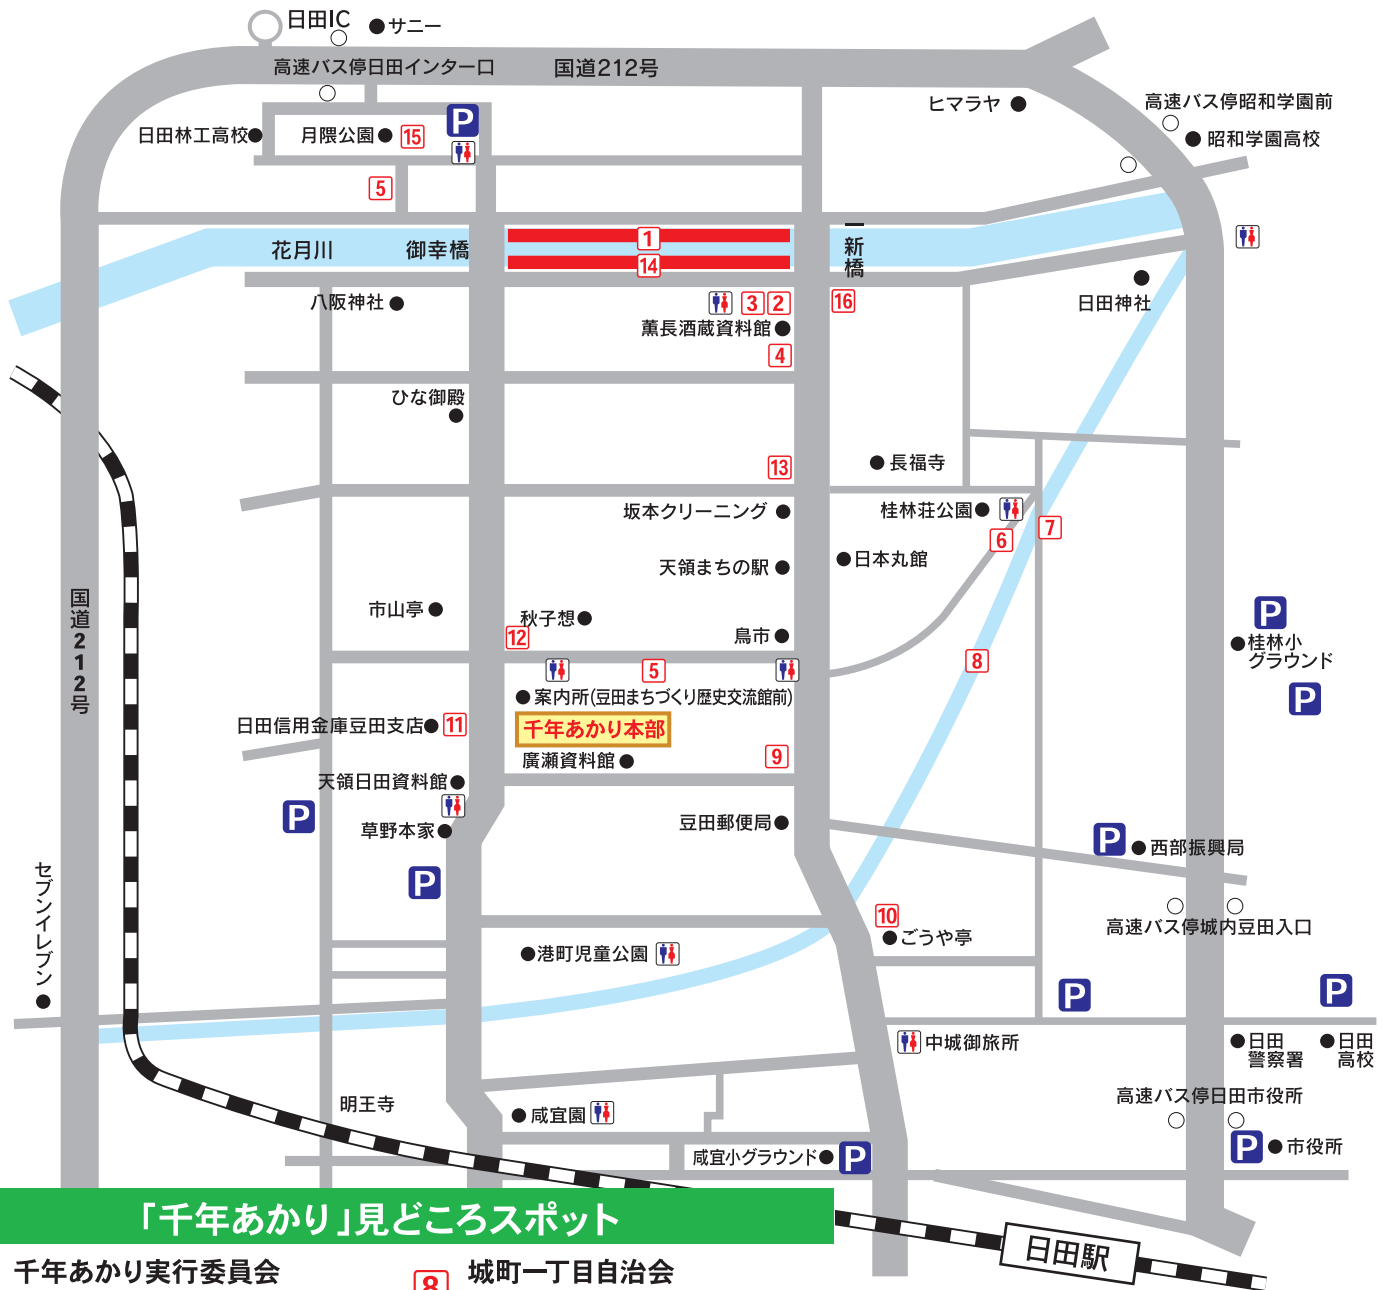 日田IC
サニー
高速バス停日田インター口
国道212号
ヒマラヤ
高速バス停昭和学園前
昭和学園高校
日田林工高校
月隈公園
15
P
5
花月川
御幸橋
1
14
新橋
八阪神社
3
2
16
薫長酒蔵資料館
4
日田神社
ひな御殿
13
長福寺
坂本クリーニング
桂林荘公園
6
7
天領まちの駅
日本丸館
国道212号
市山亭
秋子想
12
鳥市
P
桂林小
グラウンド
P
5
8
案内所(豆田まちづくり歴史交流館前)
日田信用金庫豆田支店
11
千年あかり本部
廣瀬資料館
9
天領日田資料館
P
草野本家
豆田郵便局
P
西部振興局
P
セブンイレブン
10
ごうや亭
高速バス停城内豆田入口
港町児童公園
P
P
中城御旅所
日田
警察署
日田
高校
明王寺
咸宜園
高速バス停日田市役所
咸宜小グラウンド
P
P
市役所
「千年あかり」見どころスポット
日田駅
千年あかり実行委員会
8
城町一丁目自治会